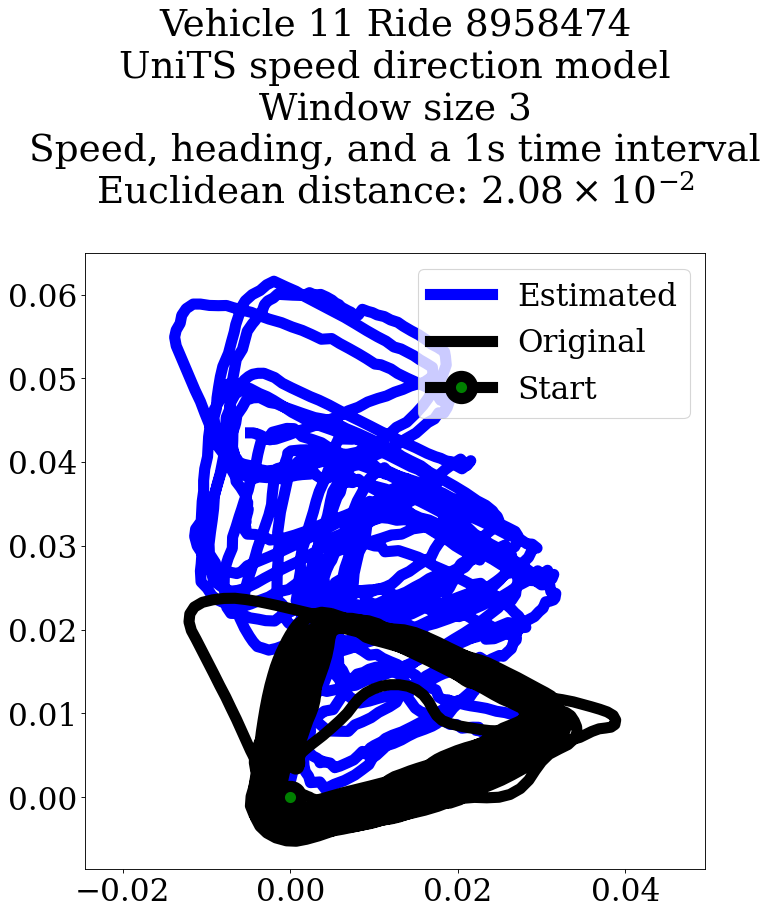 Vehicle 11 Ride 8958474
UniTS speed direction model
Window size 3
Speed, heading, and a 1s time interval
Euclidean distance: 2.08 × 10⁻²
Estimated
Original
Start
0.06
0.05
0.04
0.03
0.02
0.01
0.00
−0.02 0.00 0.02 0.04